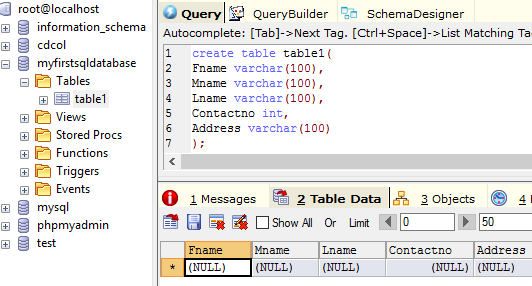 root@localhost
information_schema
cdcol
myfirstsqldatabase
Tables
table1
Views
Stored Procs
Functions
Triggers
Events
mysql
phpmyadmin
test
Query QueryBuilder SchemaDesigner
Autocomplete: [Tab]->Next Tag. [Ctrl+Space]->List Matching Ta
1 create table table1(
2 Fname varchar(100),
3 Mname varchar(100),
4 Lname varchar(100),
5 Contactno int,
6 Address varchar(100)
7 );
1 Messages 2 Table Data 3 Objects 4
Show All Or Limit 0 50
Fname Mname Lname Contactno Address
* (NULL) (NULL) (NULL) (NULL) (NULL)